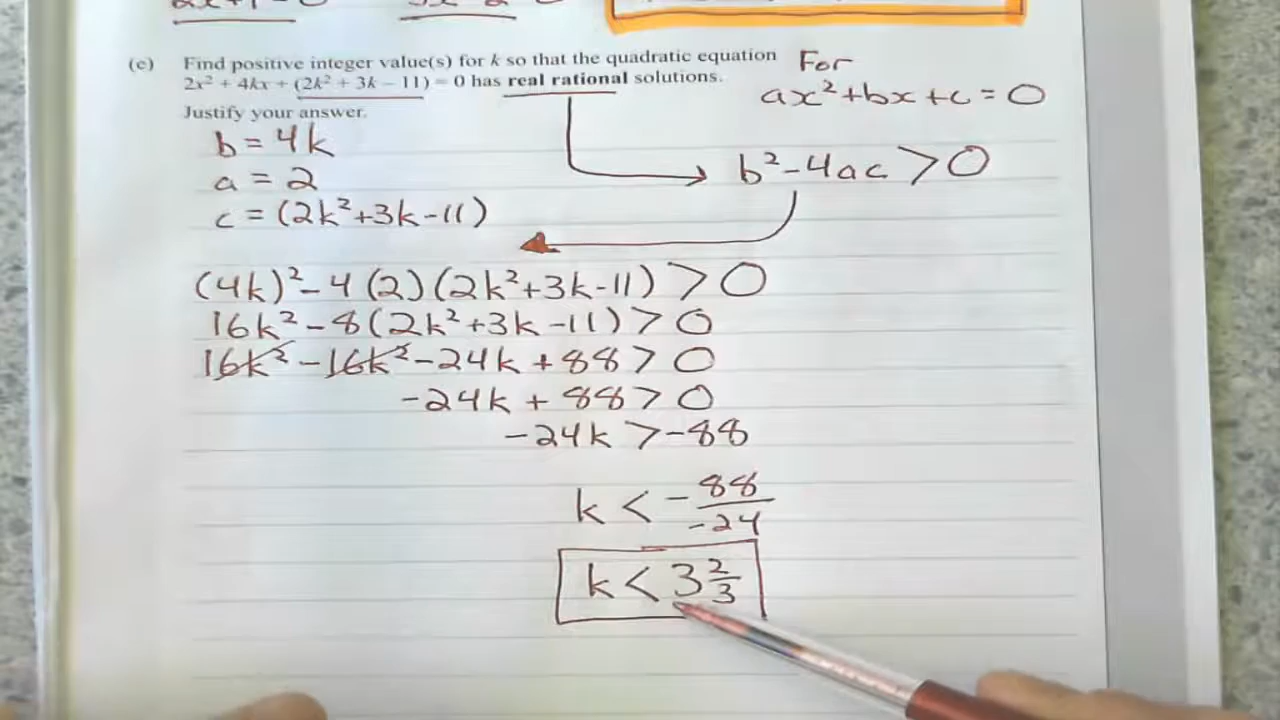 (e) Find positive integer value(s) for k so that the quadratic equation
2x² + 4kx + (2k² + 3k − 11) = 0 has real rational solutions.
Justify your answer.
For
ax²+bx+c=0
b = 4k
a = 2
c = (2k²+3k-11)
b²-4ac > 0
(4k)²-4(2)(2k²+3k-11) > 0
16k²-8(2k²+3k-11) > 0
16k²-16k²-24k+88 > 0
-24k + 88 > 0
-24k > -88
k < -88/-24
k < 3 2/3